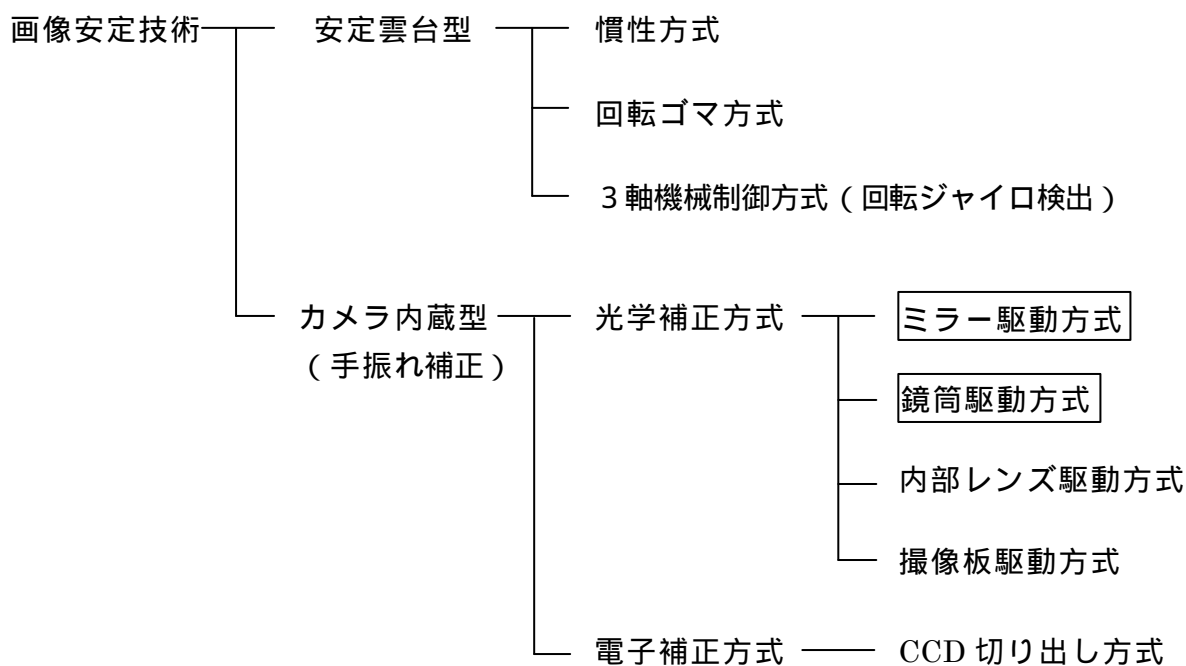 画像安定技術
安定雲台型
慣性方式
回転ゴマ方式
３軸機械制御方式（回転ジャイロ検出）
カメラ内蔵型
（手振れ補正）
光学補正方式
ミラー駆動方式
鏡筒駆動方式
内部レンズ駆動方式
撮像板駆動方式
電子補正方式
CCD 切り出し方式